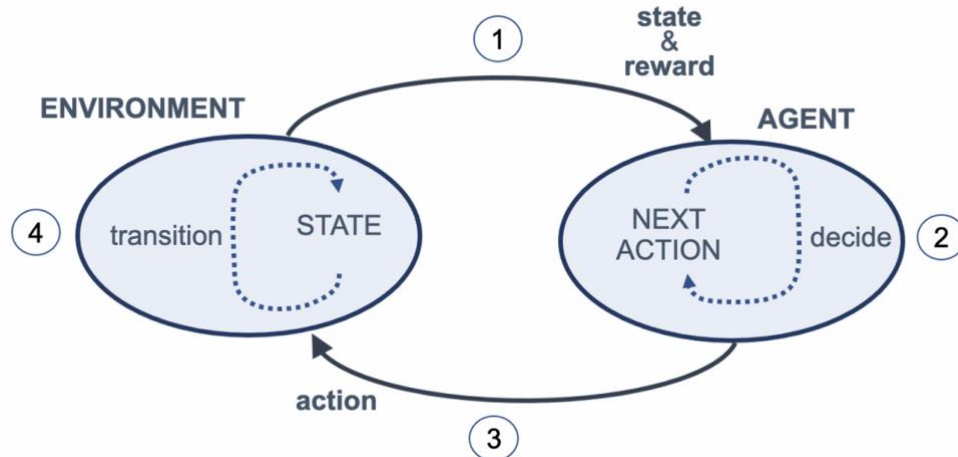 state
&
reward
1
ENVIRONMENT
AGENT
4
transition
STATE
NEXT
ACTION
decide
2
action
3